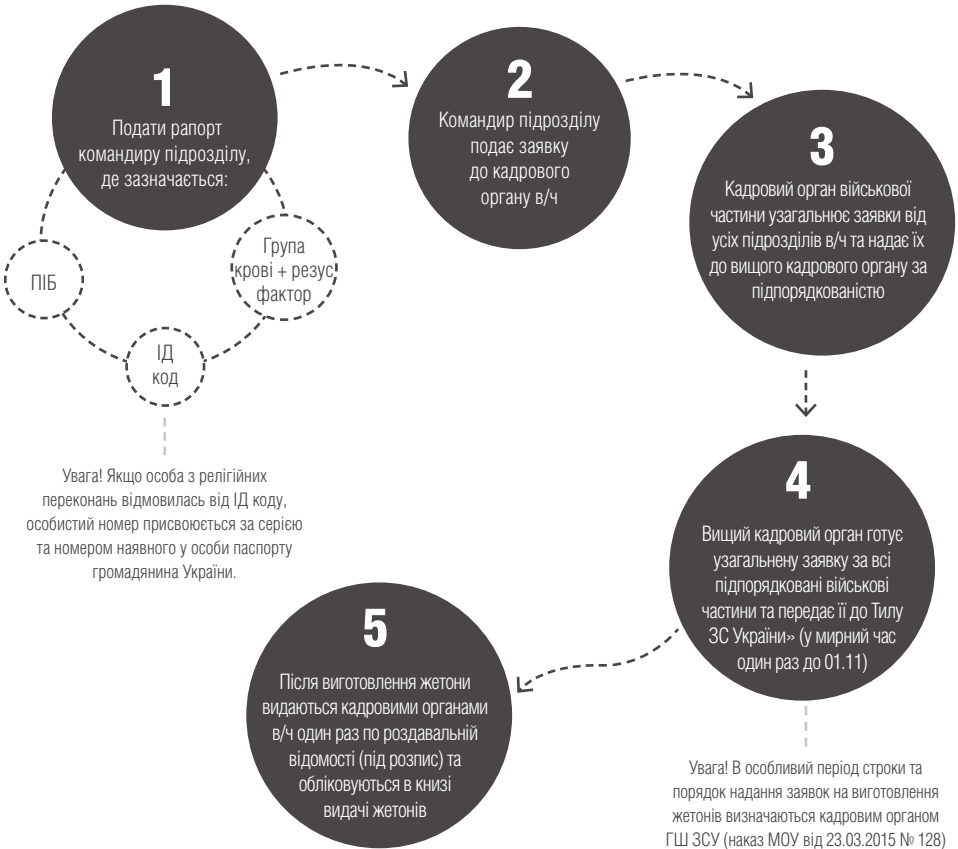 1
Подати рапорт
командиру підрозділу,
де зазначається:
ПІБ
ІД
код
Група
крові + резус
фактор
Увага! Якщо особа з релігійних
переконань відмовилась від ІД коду,
особистий номер присвоюється за серією
та номером наявного у особи паспорту
громадянина України.
2
Командир підрозділу
подає заявку
до кадрового
органу в/ч
3
Кадровий орган військової
частини узагальнює заявки від
усіх підрозділів в/ч та надає їх
до вищого кадрового органу за
підпорядкованістю
4
Вищий кадровий орган готує
узагальнену заявку за всі
підпорядковані військові
частини та передає її до Тилу
ЗС України» (у мирний час
один раз до 01.11)
Увага! В особливий період строки та
порядок надання заявок на виготовлення
жетонів визначаються кадровим органом
ГШ ЗСУ (наказ МОУ від 23.03.2015 № 128)
5
Після виготовлення жетони
видаються кадровими органами
в/ч один раз по роздавальній
відомості (під розпис) та
обліковуються в книзі
видачі жетонів